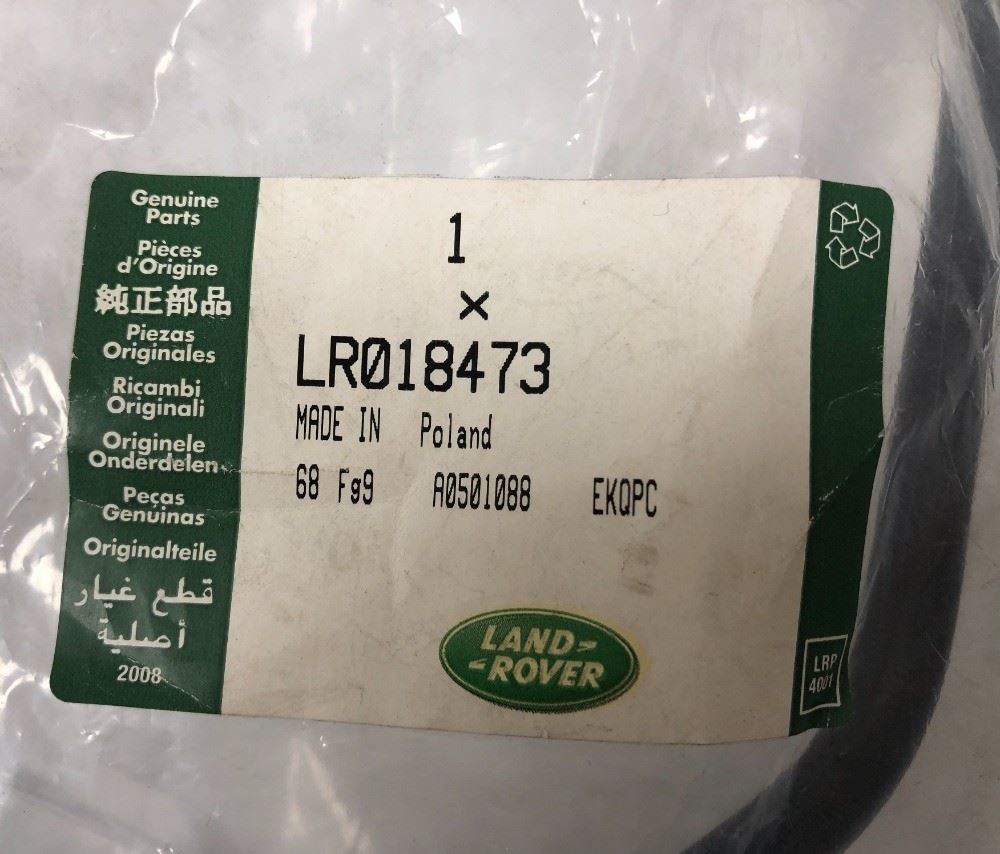 Genuine
Parts
Pièces
d'Origine
純正部品
Piezas
Originales
Ricambi
Originali
Originele
Onderdelen
Peças
Genuinas
Originalteile
قطع غيار
أصلية
2008
1
×
LR018473
MADE IN Poland
68 Fg9 A0501088 EKQPC
LAND
ROVER
LRP
4001